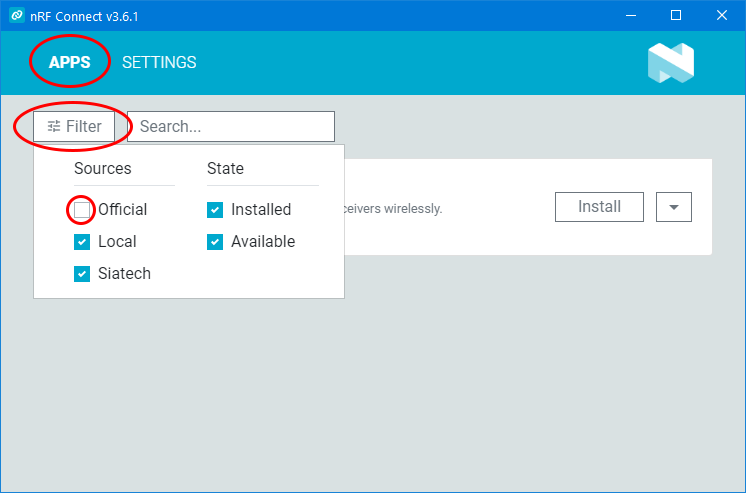 nRF Connect v3.6.1
APPS SETTINGS
Filter Search...
Sources State
Official Installed
ceivers wirelessly. Install
Local Available
Siatech